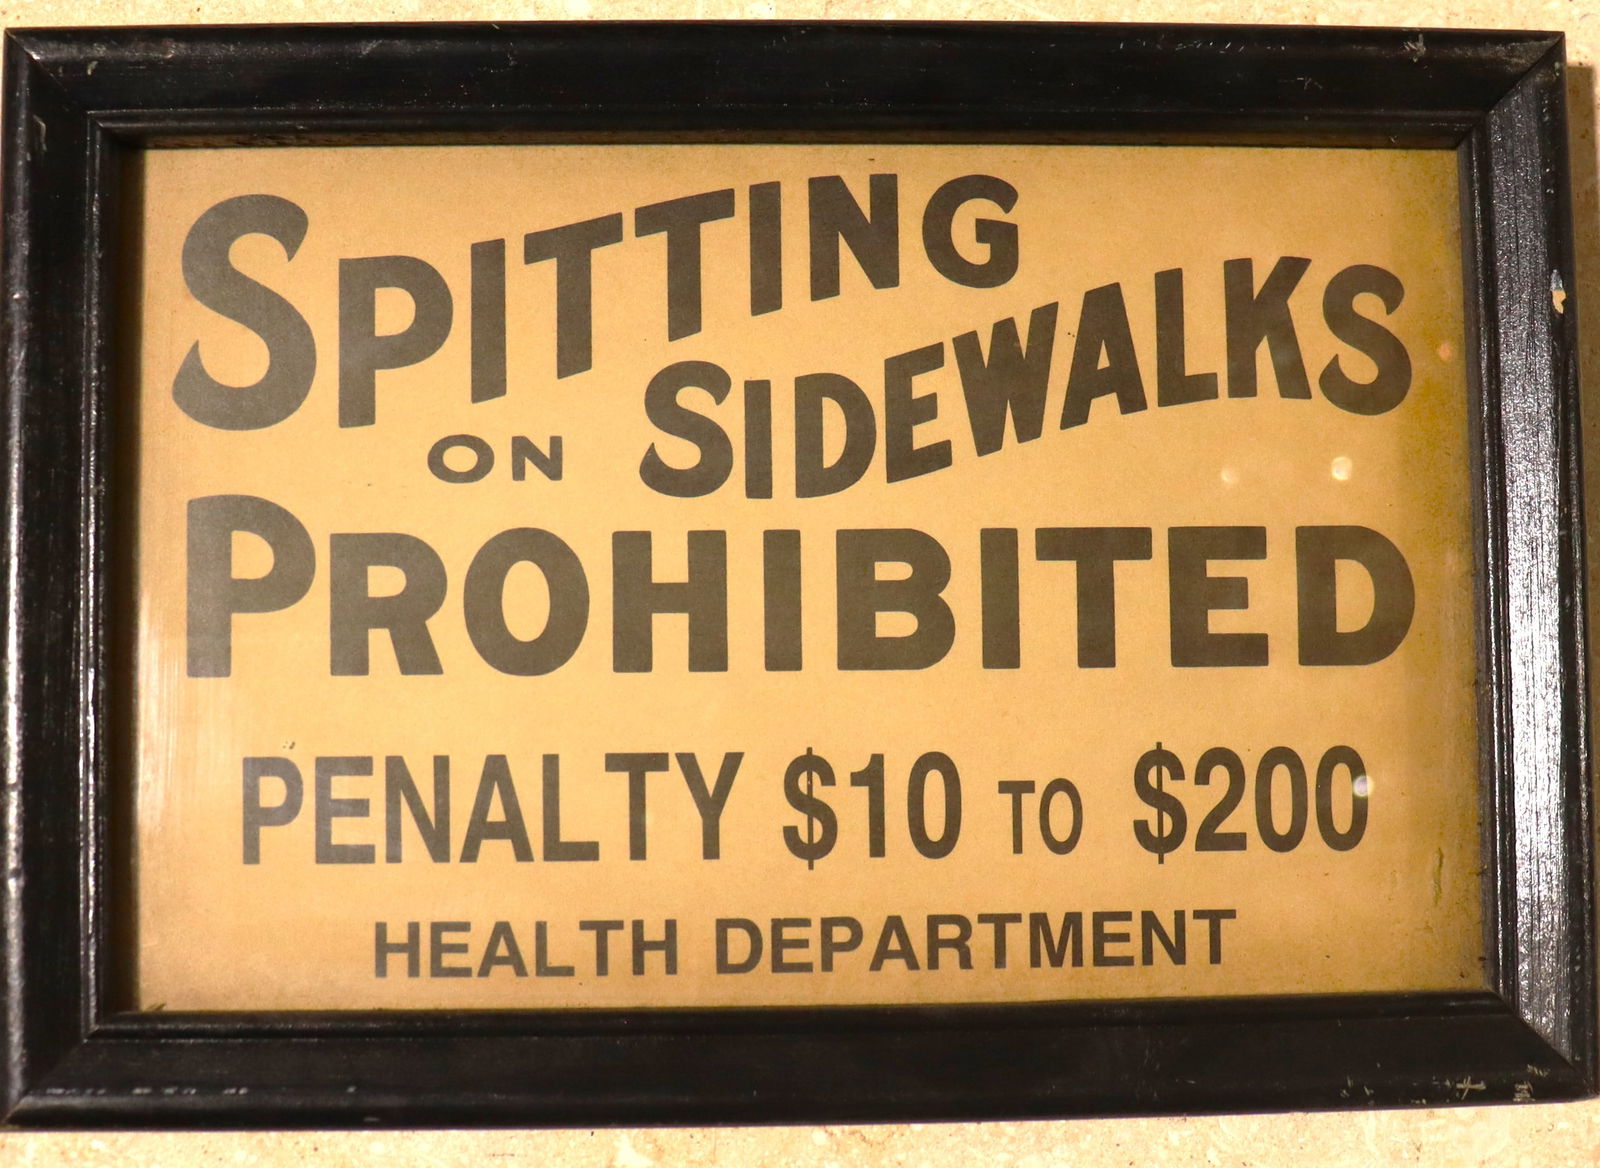 SPITTING
ON SIDEWALKS
PROHIBITED
PENALTY $10 TO $200
HEALTH DEPARTMENT